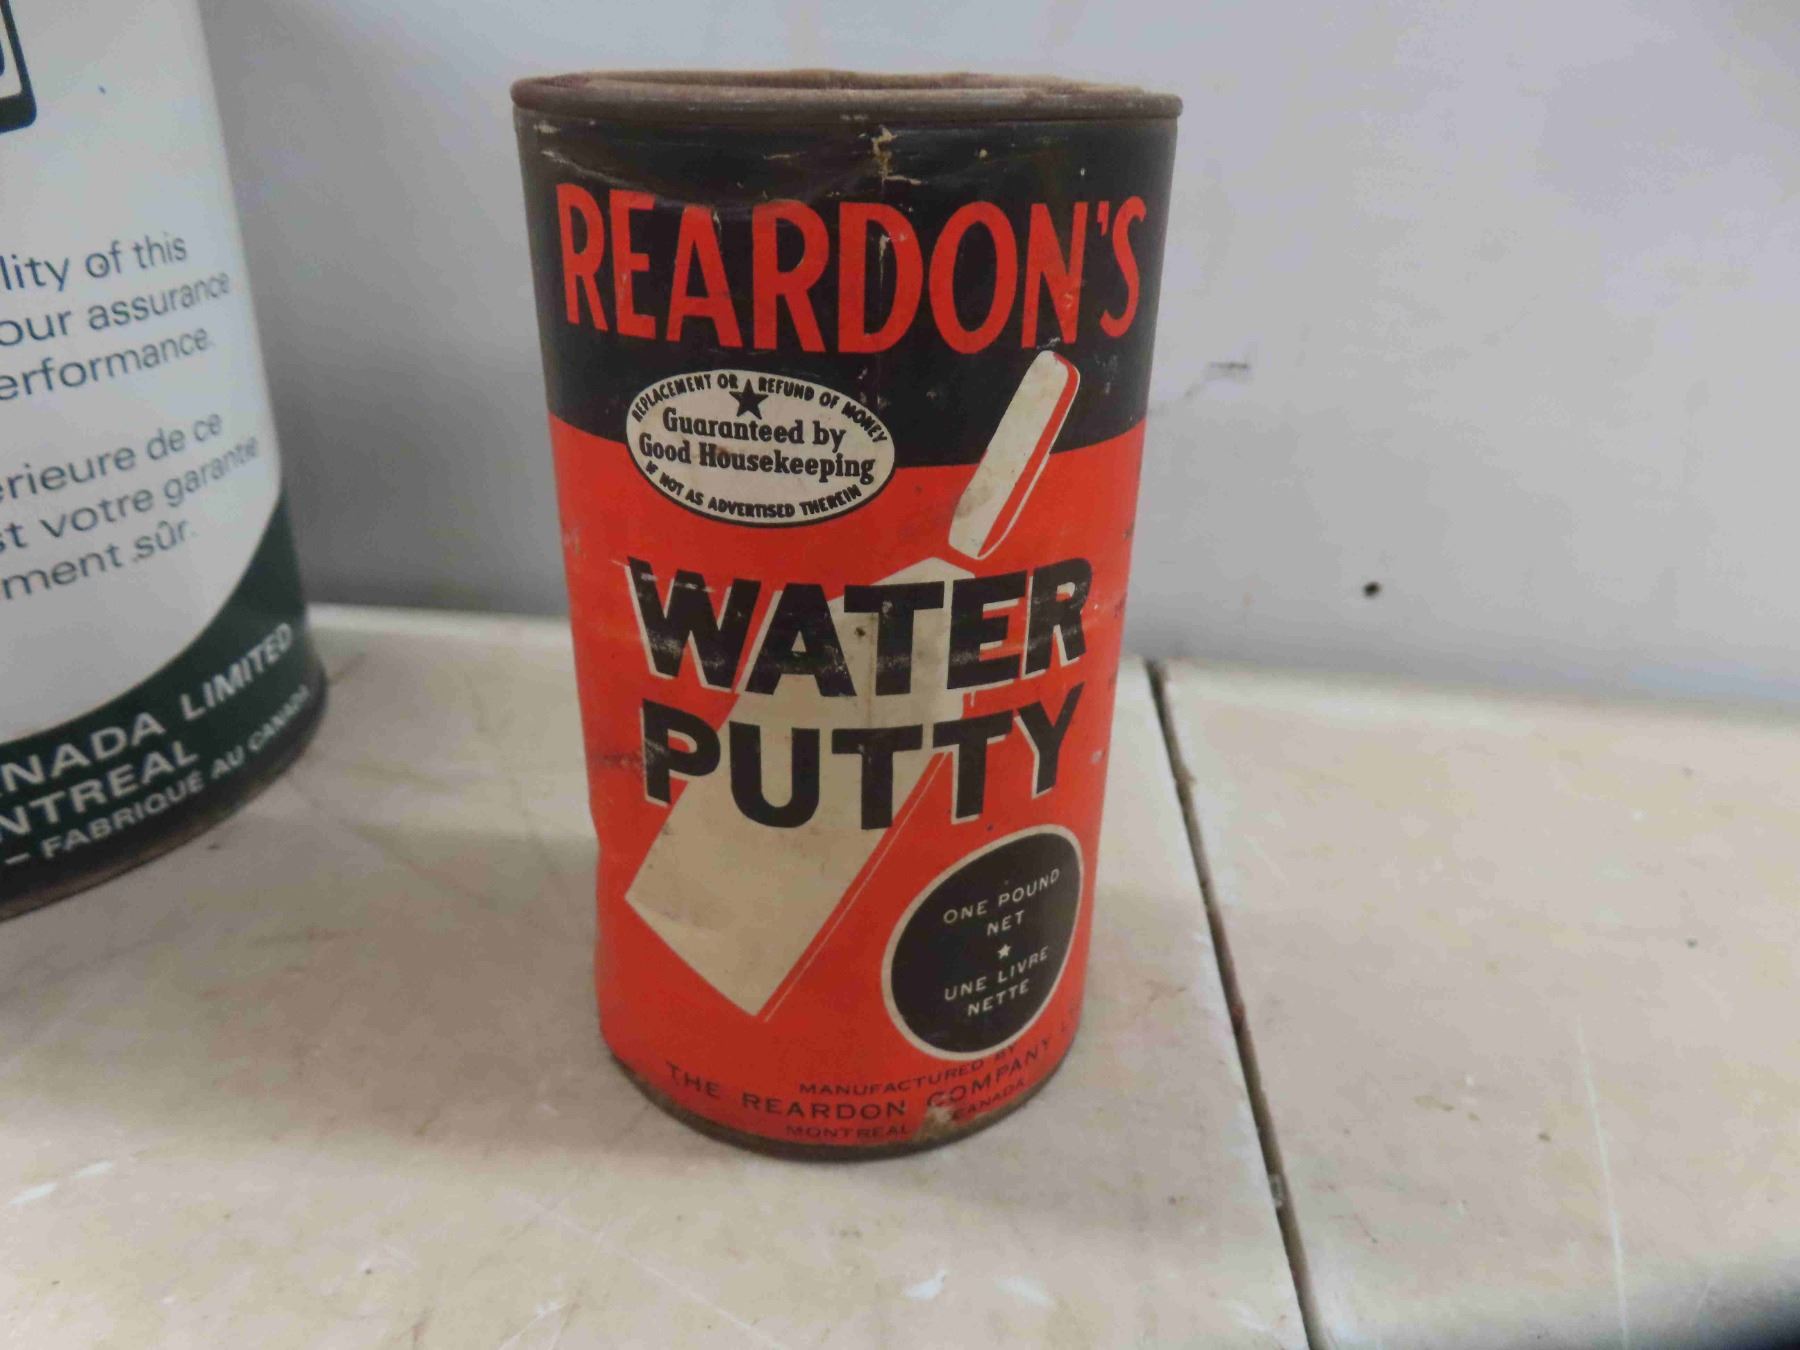 lity of this
our assurance
erformance.
érieure de ce
st votre garantie
ment sûr.
NADA LIMITED
NTREAL
– FABRIQUÉ AU CANADA
REARDON'S
REPLACEMENT OR REFUND OF MONEY
Guaranteed by
Good Housekeeping
IF NOT AS ADVERTISED THEREIN
WATER
PUTTY
ONE POUND
NET
UNE LIVRE
NETTE
MANUFACTURED BY
THE REARDON COMPANY
MONTREAL CANADA